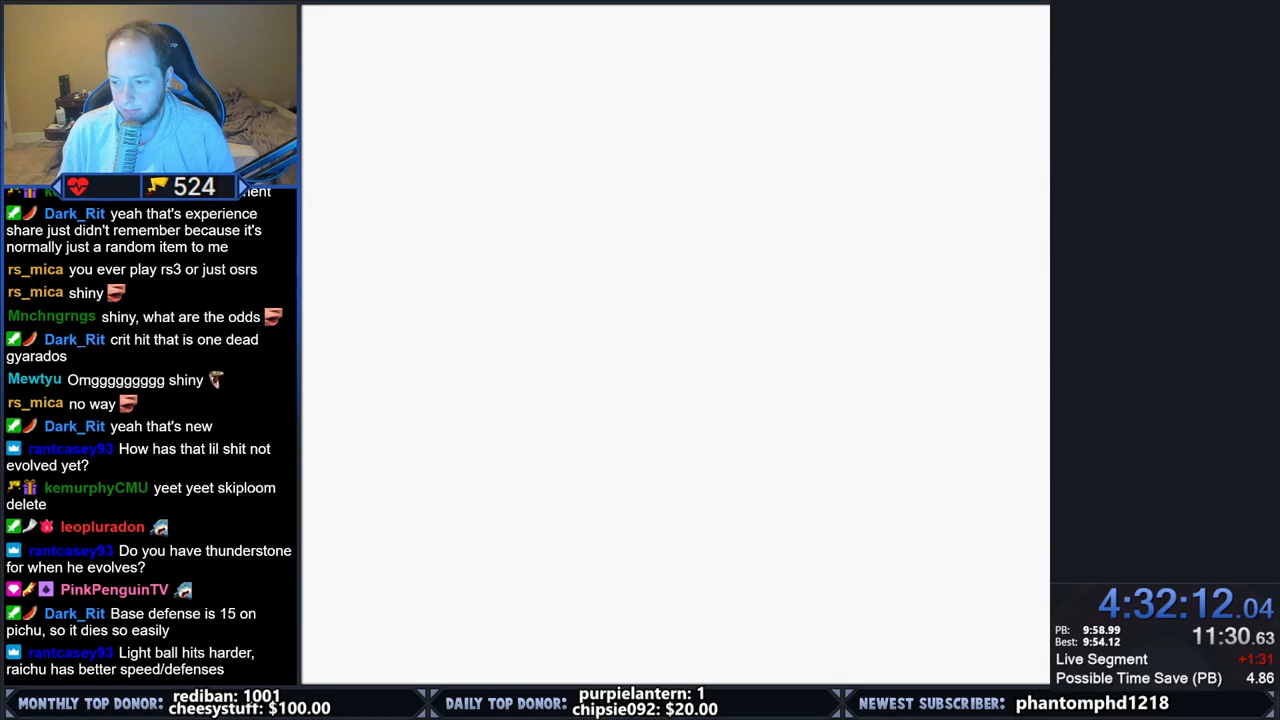 524
ment
Dark_Rit yeah that's experience
share just didn't remember because it's
normally just a random item to me
rs_mica you ever play rs3 or just osrs
rs_mica shiny
Mnchngrngs shiny, what are the odds
Dark_Rit crit hit that is one dead
gyarados
Mewtyu Omggggggggg shiny
rs_mica no way
Dark_Rit yeah that's new
rantcasey93 How has that lil shit not
evolved yet?
kemurphyCMU yeet yeet skiploom
delete
leopluradon
rantcasey93 Do you have thunderstone
for when he evolves?
PinkPenguinTV
Dark_Rit Base defense is 15 on
pichu, so it dies so easily
rantcasey93 Light ball hits harder,
raichu has better speed/defenses
4:32:12.04
PB: 9:58.99
Best: 9:54.12
11:30.63
Live Segment +1:31
Possible Time Save (PB) 4.86
MONTHLY TOP DONOR: rediban: 1001
cheesystuff: $100.00
DAILY TOP DONOR: purpielantern: 1
chipsie092: $20.00
NEWEST SUBSCRIBER: phantomphd1218